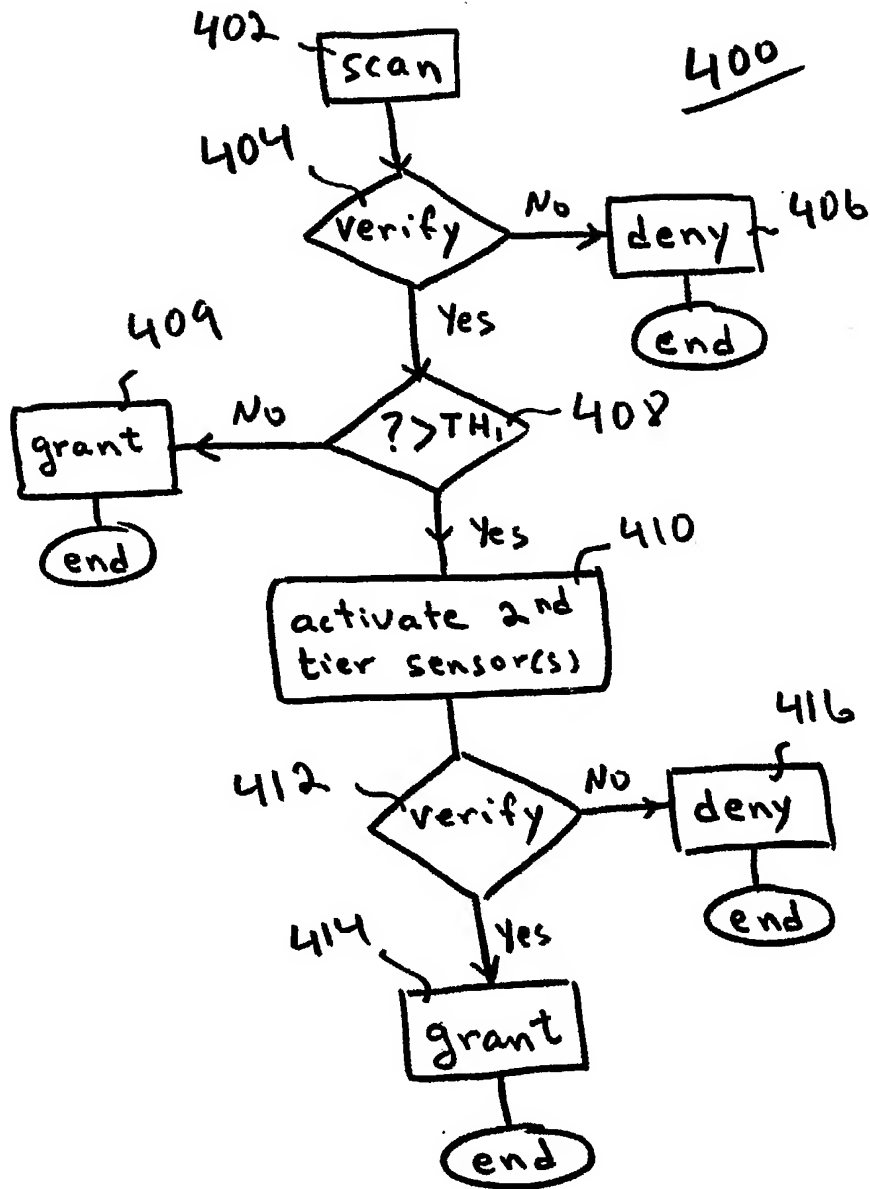 402
scan
400
404
verify
No
deny
406
end
Yes
409
grant
No
?>TH₁
408
end
Yes
410
activate 2nd
tier sensor(s)
412
verify
No
deny
416
end
Yes
414
grant
end